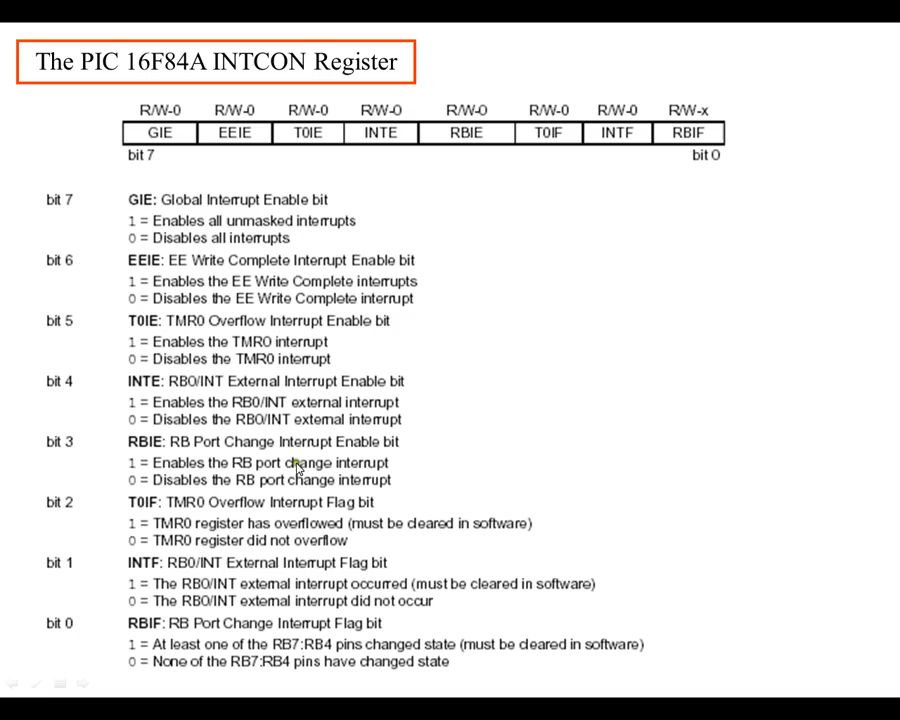 The PIC 16F84A INTCON Register
R/W-0 R/W-0 R/W-0 R/W-0 R/W-0 R/W-0 R/W-0 R/W-x
GIE EEIE T0IE INTE RBIE T0IF INTF RBIF
bit 7 bit 0
bit 7 GIE: Global Interrupt Enable bit
1 = Enables all unmasked interrupts
0 = Disables all interrupts
bit 6 EEIE: EE Write Complete Interrupt Enable bit
1 = Enables the EE Write Complete interrupts
0 = Disables the EE Write Complete interrupt
bit 5 T0IE: TMR0 Overflow Interrupt Enable bit
1 = Enables the TMR0 interrupt
0 = Disables the TMR0 interrupt
bit 4 INTE: RB0/INT External Interrupt Enable bit
1 = Enables the RB0/INT external interrupt
0 = Disables the RB0/INT external interrupt
bit 3 RBIE: RB Port Change Interrupt Enable bit
1 = Enables the RB port change interrupt
0 = Disables the RB port change interrupt
bit 2 T0IF: TMR0 Overflow Interrupt Flag bit
1 = TMR0 register has overflowed (must be cleared in software)
0 = TMR0 register did not overflow
bit 1 INTF: RB0/INT External Interrupt Flag bit
1 = The RB0/INT external interrupt occurred (must be cleared in software)
0 = The RB0/INT external interrupt did not occur
bit 0 RBIF: RB Port Change Interrupt Flag bit
1 = At least one of the RB7:RB4 pins changed state (must be cleared in software)
0 = None of the RB7:RB4 pins have changed state